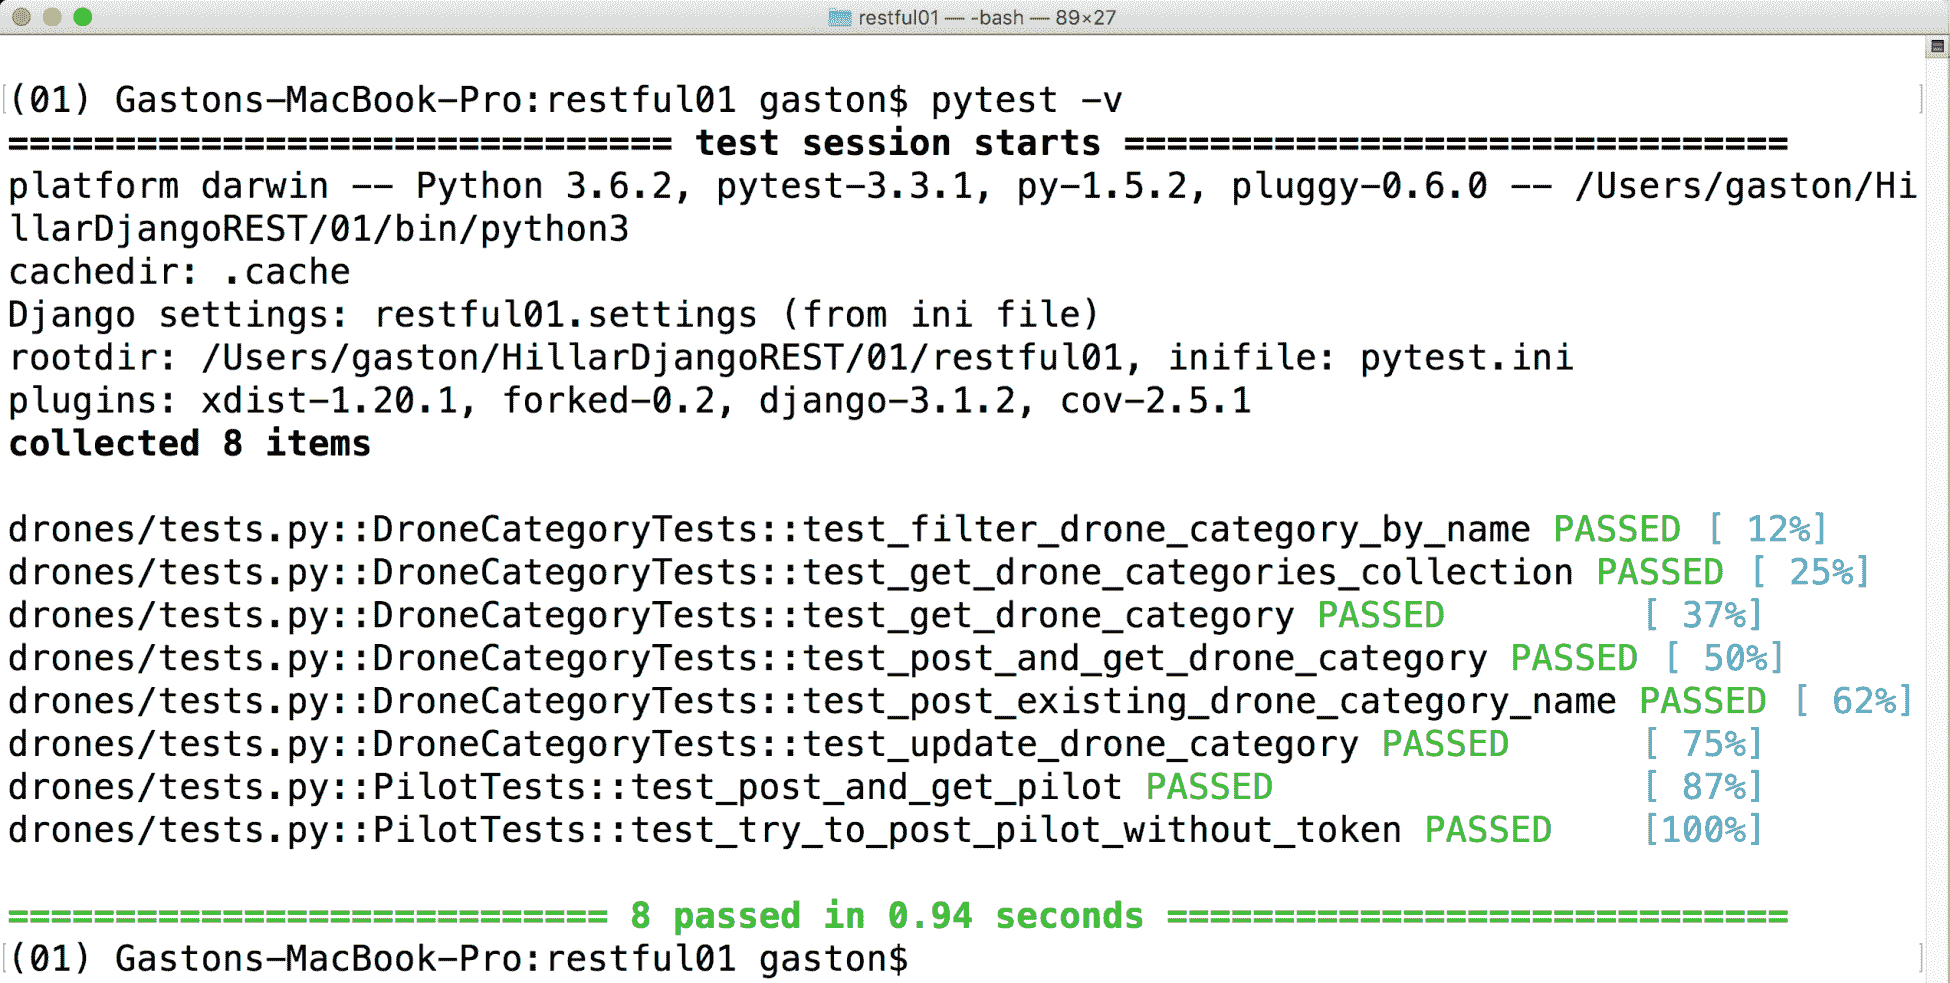 restful01 — -bash — 89×27
(01) Gastons-MacBook-Pro:restful01 gaston$ pytest -v
=============================== test session starts ===============================
platform darwin -- Python 3.6.2, pytest-3.3.1, py-1.5.2, pluggy-0.6.0 -- /Users/gaston/Hi
llarDjangoREST/01/bin/python3
cachedir: .cache
Django settings: restful01.settings (from ini file)
rootdir: /Users/gaston/HillarDjangoREST/01/restful01, inifile: pytest.ini
plugins: xdist-1.20.1, forked-0.2, django-3.1.2, cov-2.5.1
collected 8 items
drones/tests.py::DroneCategoryTests::test_filter_drone_category_by_name PASSED [ 12%]
drones/tests.py::DroneCategoryTests::test_get_drone_categories_collection PASSED [ 25%]
drones/tests.py::DroneCategoryTests::test_get_drone_category PASSED         [ 37%]
drones/tests.py::DroneCategoryTests::test_post_and_get_drone_category PASSED [ 50%]
drones/tests.py::DroneCategoryTests::test_post_existing_drone_category_name PASSED [ 62%]
drones/tests.py::DroneCategoryTests::test_update_drone_category PASSED      [ 75%]
drones/tests.py::PilotTests::test_post_and_get_pilot PASSED                 [ 87%]
drones/tests.py::PilotTests::test_try_to_post_pilot_without_token PASSED    [100%]
============================ 8 passed in 0.94 seconds =============================
(01) Gastons-MacBook-Pro:restful01 gaston$